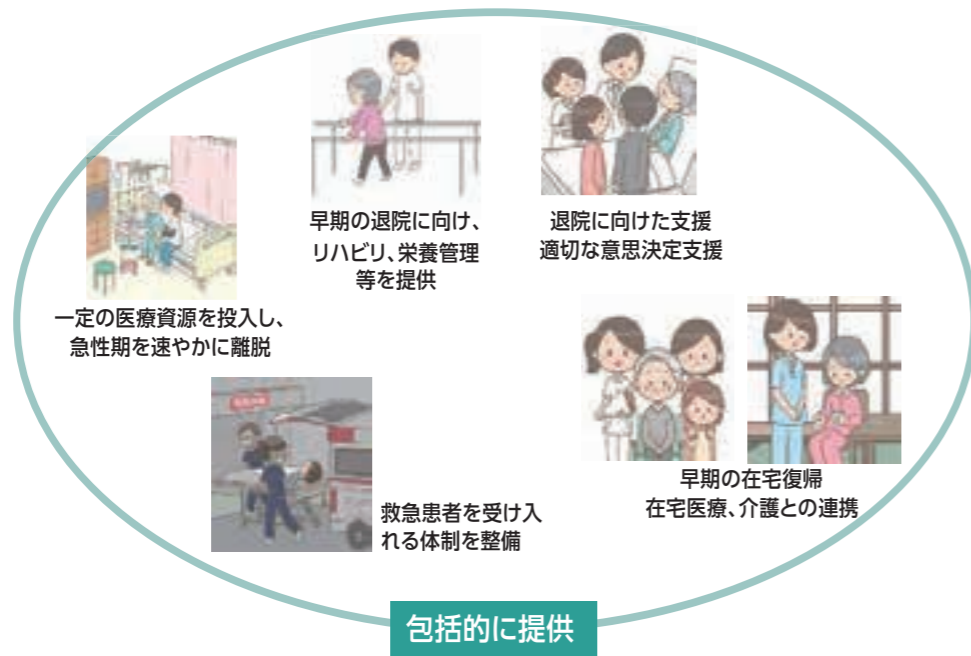 早期の退院に向け、
リハビリ、栄養管理
等を提供
退院に向けた支援
適切な意思決定支援
一定の医療資源を投入し、
急性期を速やかに離脱
救急患者を受け入
れる体制を整備
早期の在宅復帰
在宅医療、介護との連携
包括的に提供